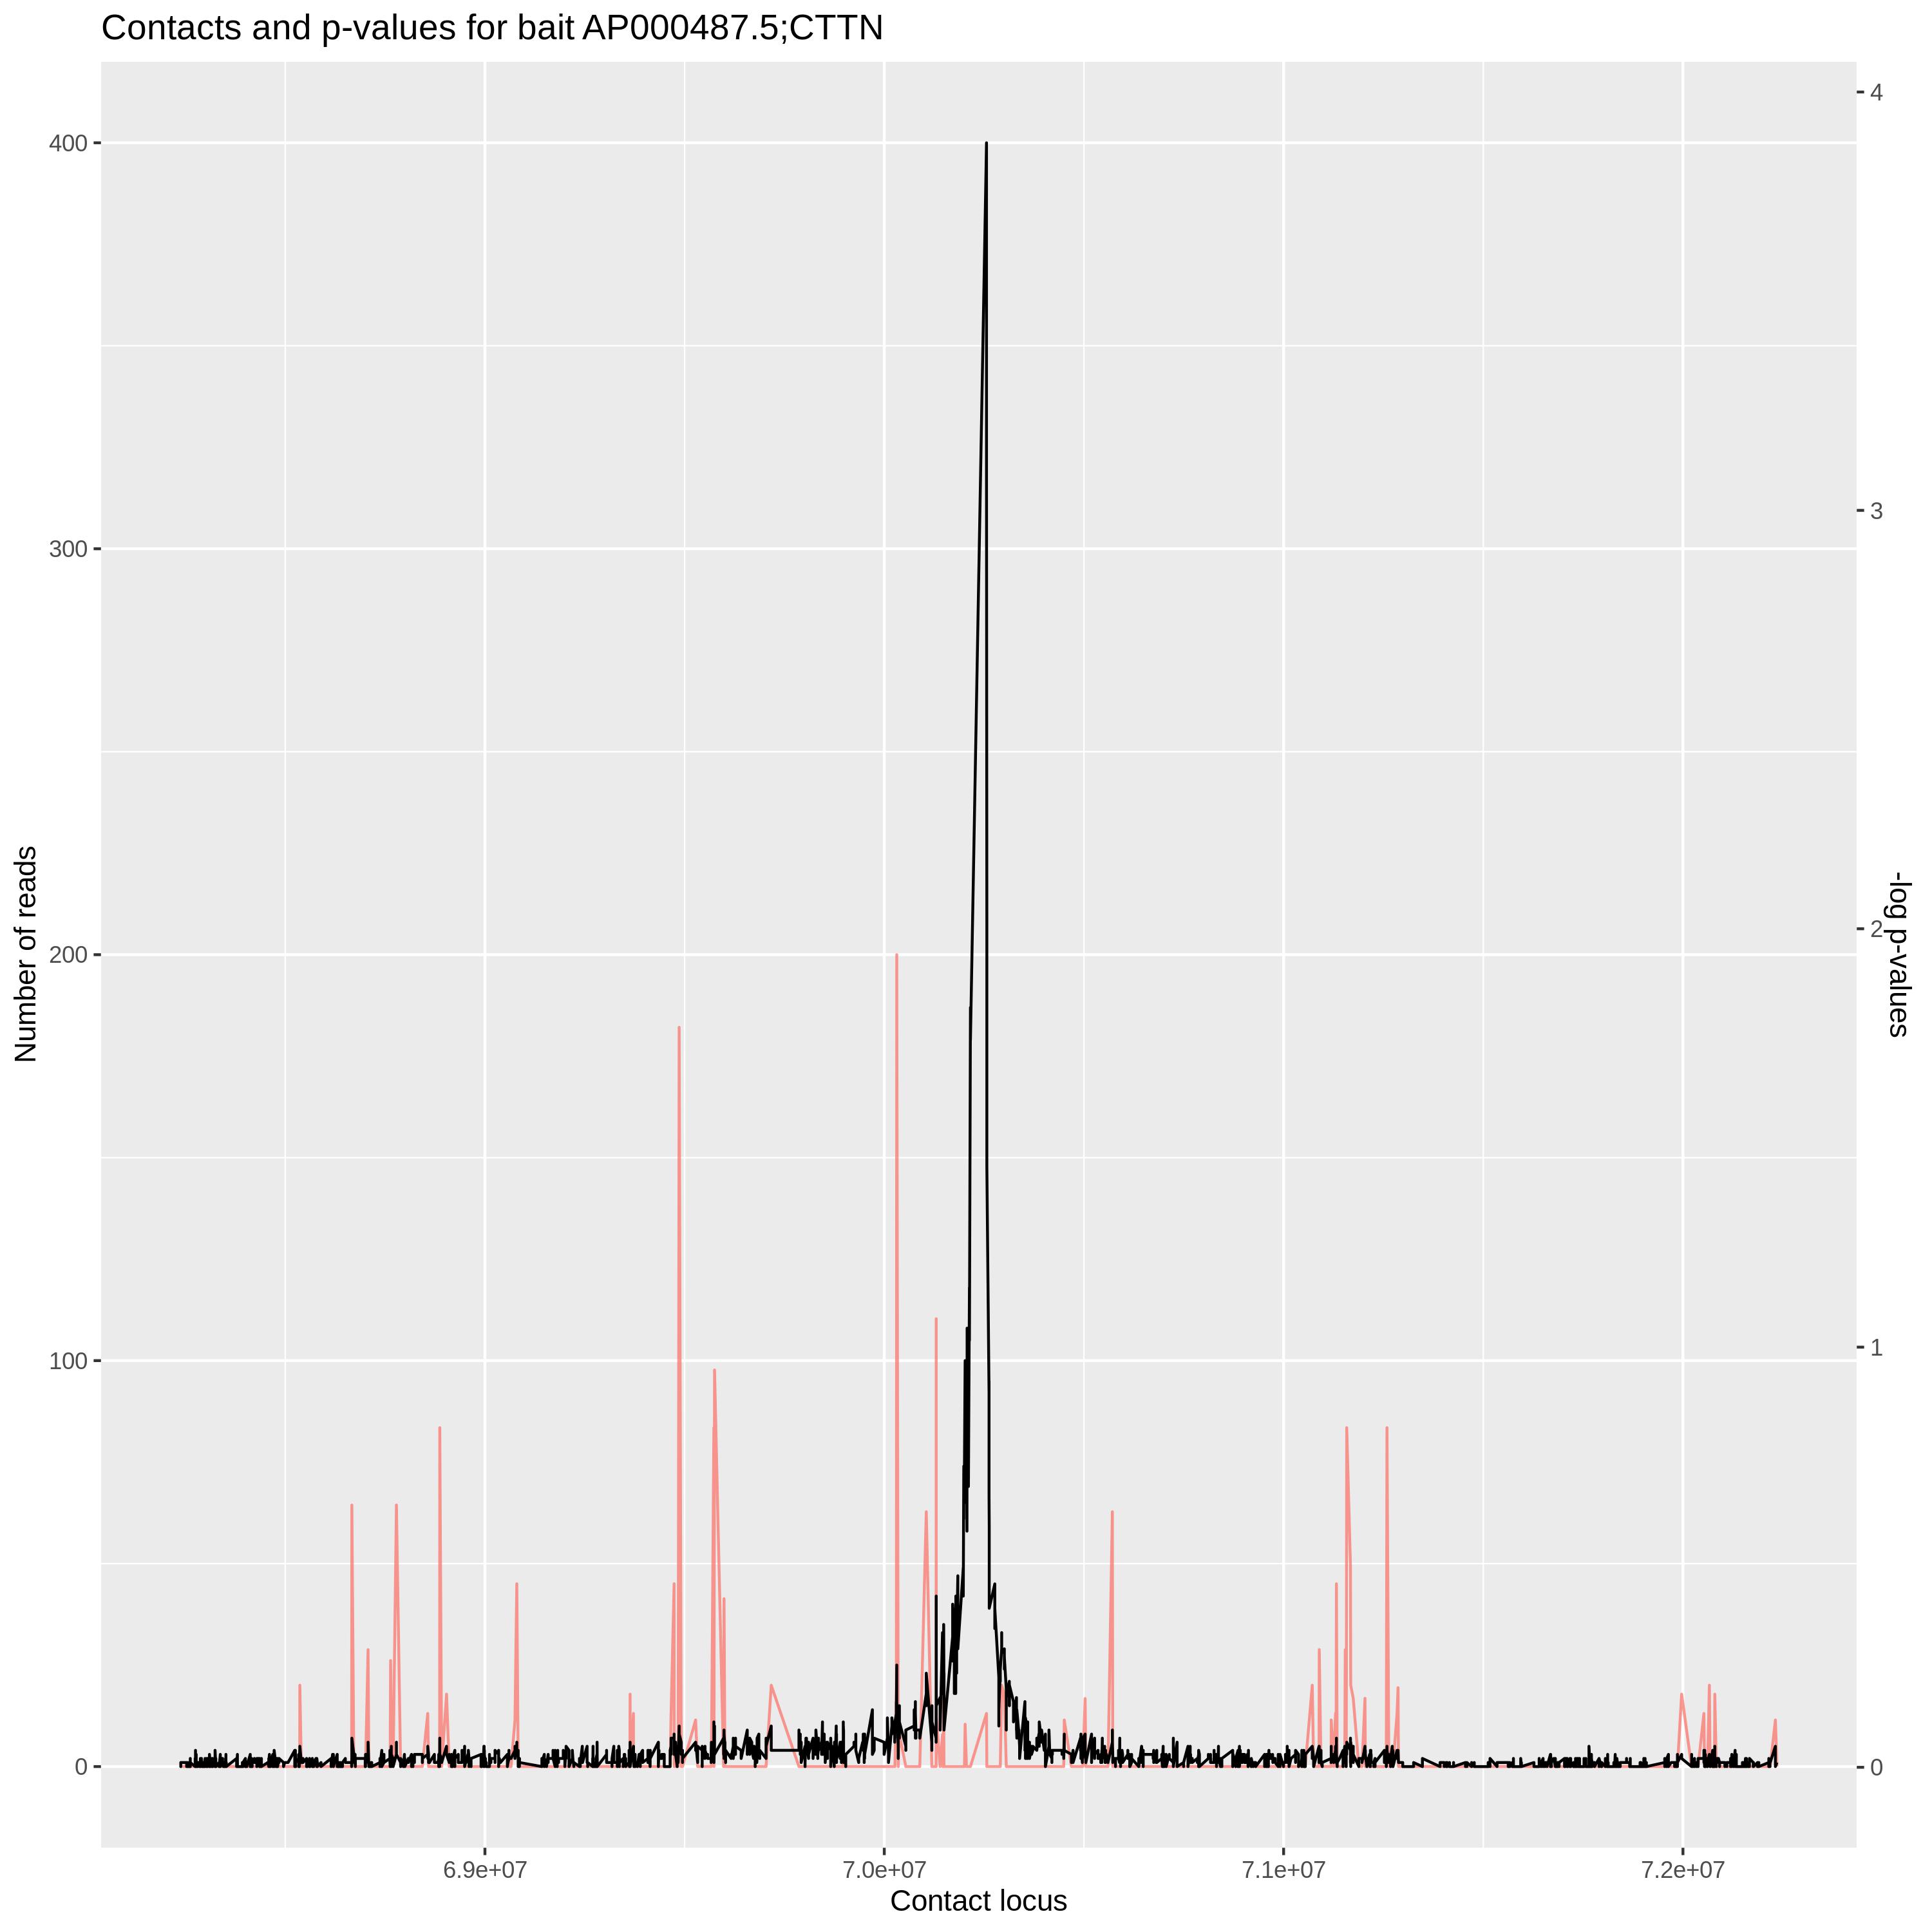 Contacts and p-values for bait AP000487.5;CTTN
400
300
200
100
0
Number of reads
4
3
2
1
0
-log p-values
6.9e+07
7.0e+07
7.1e+07
7.2e+07
Contact locus